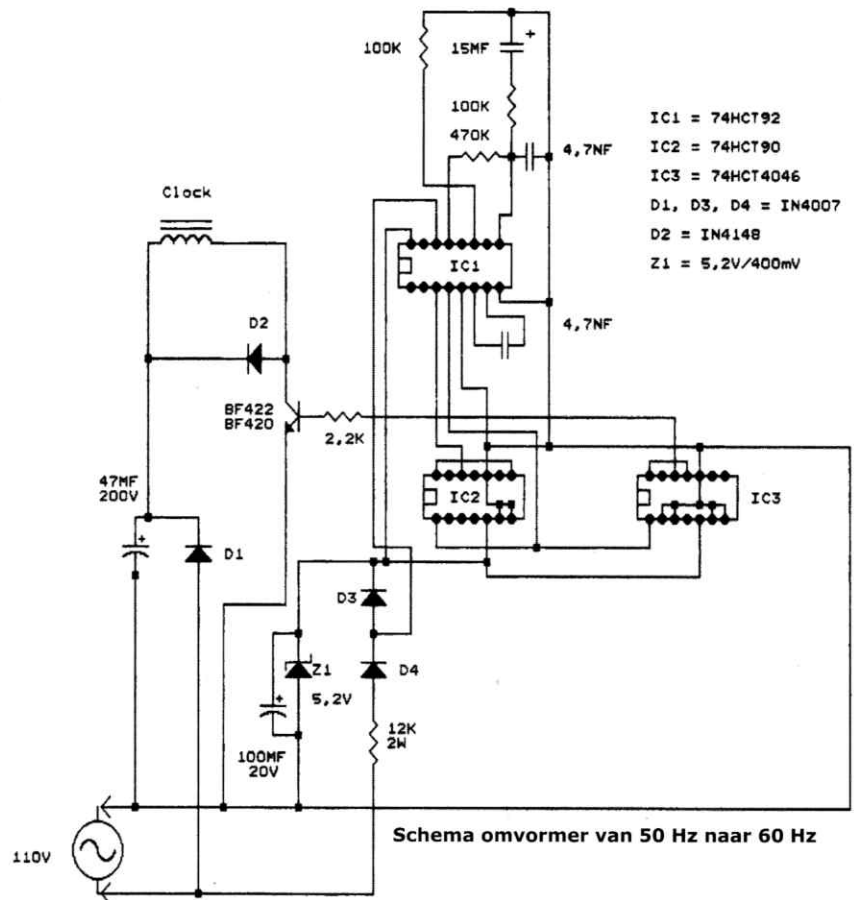 100K
15MF
+
100K
470K
4,7NF
IC1 = 74HCT92
IC2 = 74HCT90
IC3 = 74HCT4046
D1, D3, D4 = IN4007
D2 = IN4148
Z1 = 5,2V/400mV
Clock
IC1
4,7NF
D2
BF422
BF420
2,2K
47MF
200V
+
D1
IC2
IC3
D3
Z1
5,2V
D4
+
100MF
20V
12K
2W
110V
Schema omvormer van 50 Hz naar 60 Hz